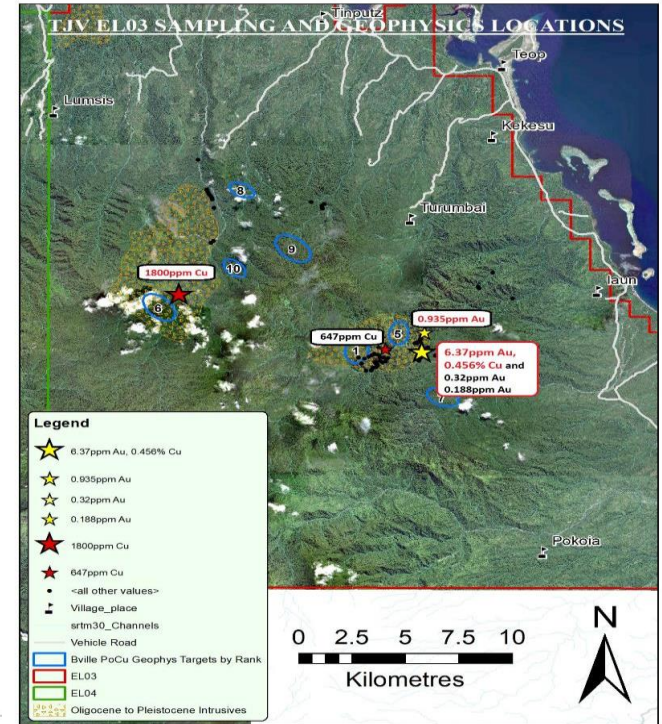 TJV EL03 SAMPLING AND GEOPHYSICS LOCATIONS
Tinputz
Teop
Lumsis
Kekesu
8
Turumbai
9
10
1800ppm Cu
Iaun
6
0.935ppm Au
647ppm Cu
5
1
6.37ppm Au,
0.456% Cu and
0.32ppm Au
0.188ppm Au
7
Legend
6.37ppm Au, 0.456% Cu
0.935ppm Au
0.32ppm Au
0.188ppm Au
1800ppm Cu
647ppm Cu
<all other values>
Village_place
srtm30_Channels
Vehicle Road
Bville PoCu Geophys Targets by Rank
EL03
EL04
Oligocene to Pleistocene Intrusives
Pokoia
0 2.5 5 7.5 10
Kilometres
N